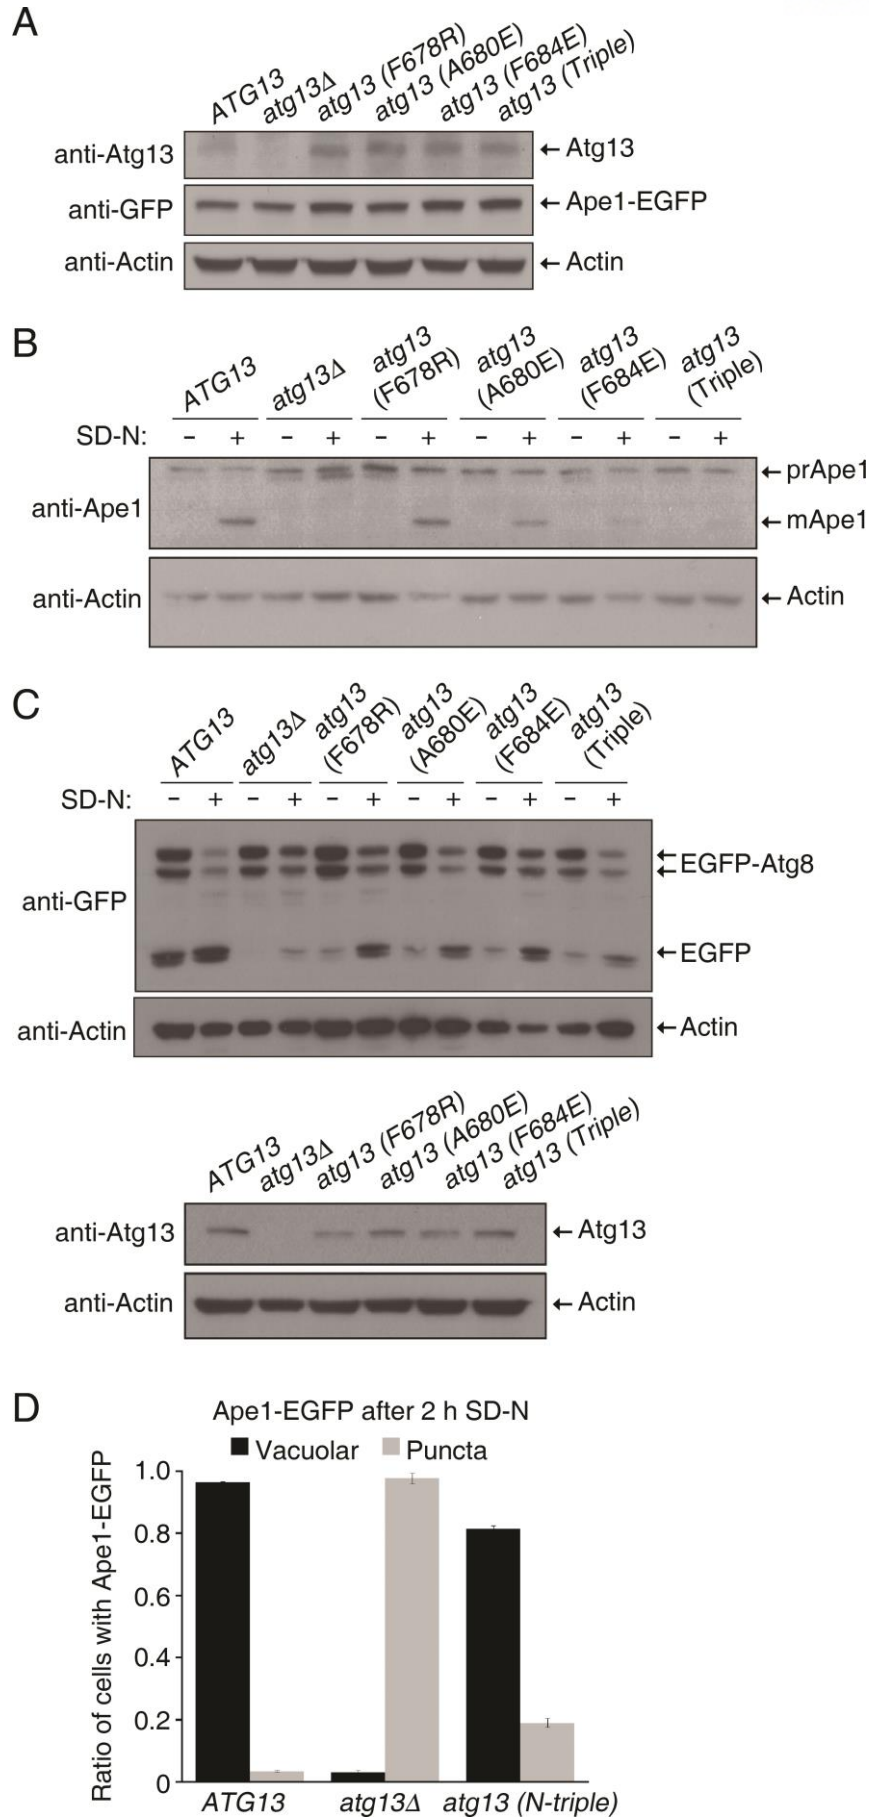 A
ATG13 atg13Δ atg13 (F678R) atg13 (A680E) atg13 (F684E) atg13 (Triple)
anti-Atg13 ← Atg13
anti-GFP ← Ape1-EGFP
anti-Actin ← Actin
B
ATG13 atg13Δ atg13 (F678R) atg13 (A680E) atg13 (F684E) atg13 (Triple)
SD-N: – + – + – + – + – + – +
anti-Ape1 ← prApe1
← mApe1
anti-Actin ← Actin
C
ATG13 atg13Δ atg13 (F678R) atg13 (A680E) atg13 (F684E) atg13 (Triple)
SD-N: – + – + – + – + – + – +
anti-GFP ← ← EGFP-Atg8
← EGFP
anti-Actin ← Actin
ATG13 atg13Δ atg13 (F678R) atg13 (A680E) atg13 (F684E) atg13 (Triple)
anti-Atg13 ← Atg13
anti-Actin ← Actin
D
Ape1-EGFP after 2 h SD-N
Vacuolar Puncta
Ratio of cells with Ape1-EGFP
1.0
0.8
0.6
0.4
0.2
0
ATG13 atg13Δ atg13 (N-triple)